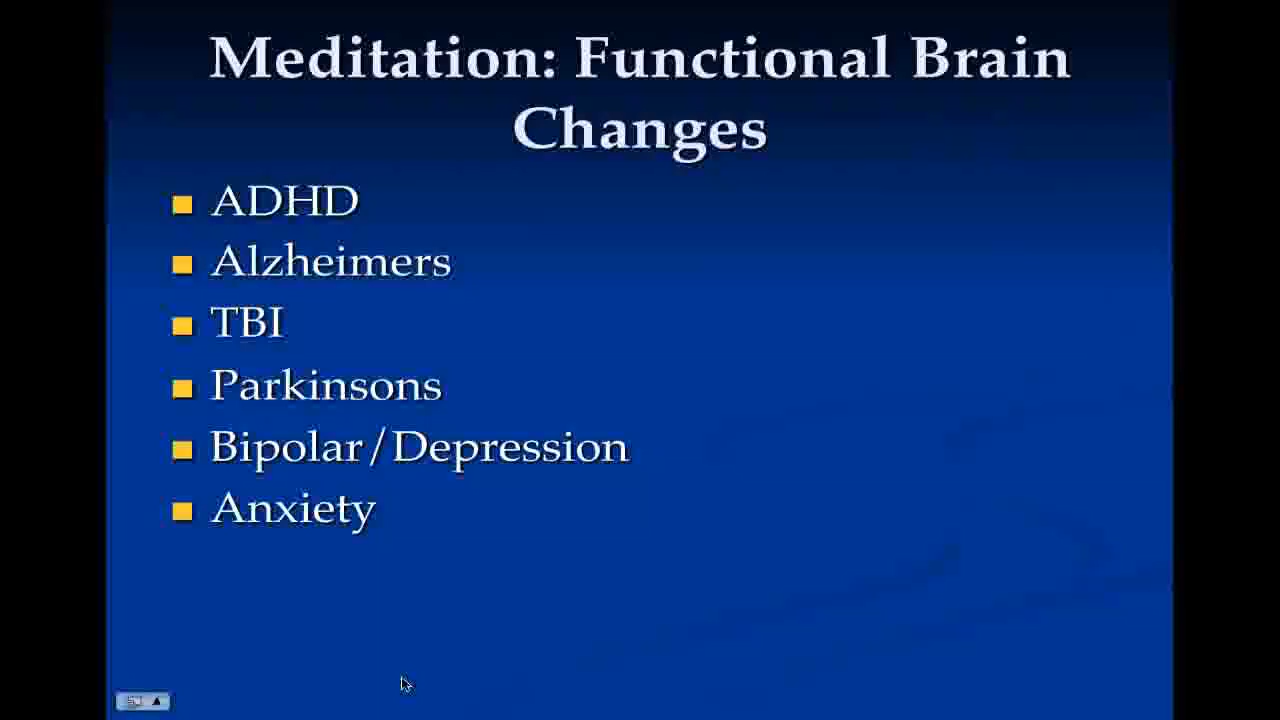 Meditation: Functional Brain
Changes
ADHD
Alzheimers
TBI
Parkinsons
Bipolar/Depression
Anxiety